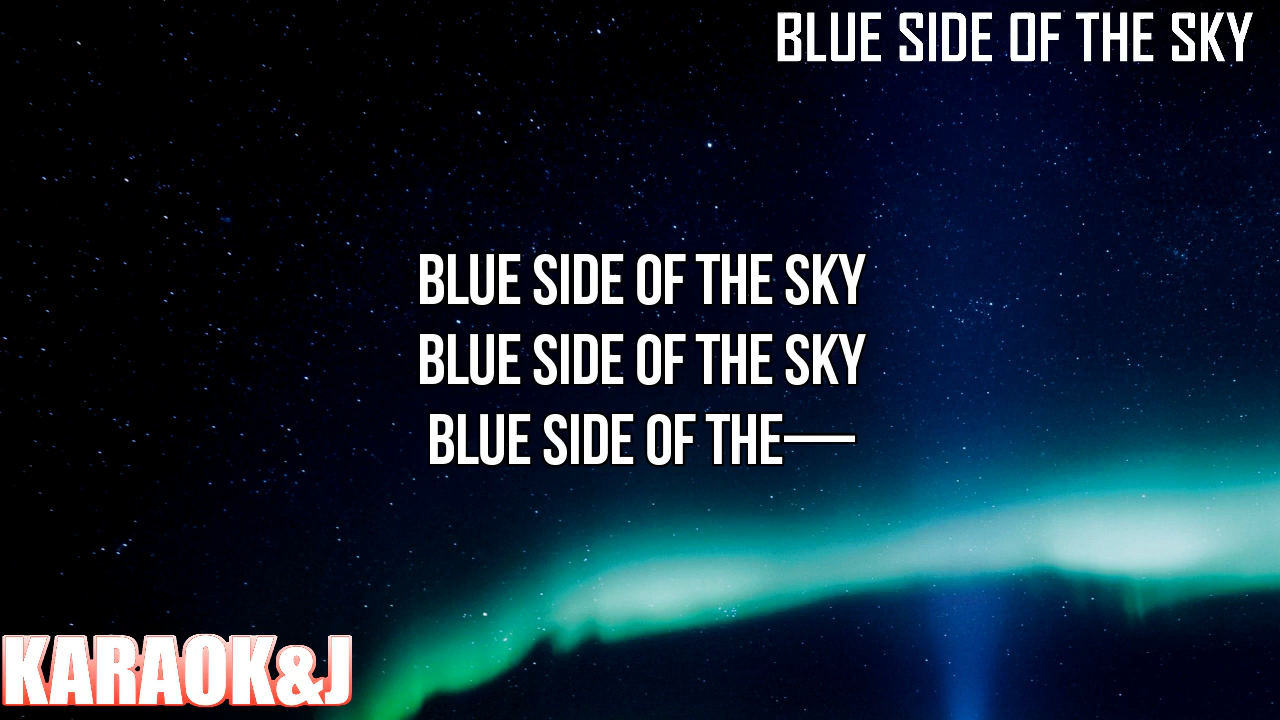 BLUE SIDE OF THE SKY
BLUE SIDE OF THE SKY
BLUE SIDE OF THE SKY
BLUE SIDE OF THE—
KARAOK&J